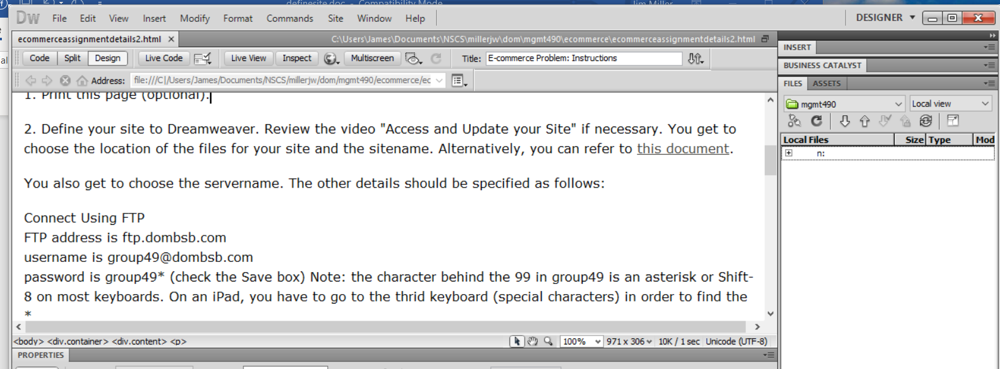 definesite.doc - Compatibility Mode
Jim Miller
Dw File Edit View Insert Modify Format Commands Site Window Help DESIGNER
ecommerceassignmentdetails2.html C:\Users\James\Documents\NSCS\millerjw\dom\mgmt490\ecommerce\ecommerceassignmentdetails2.html
Code Split Design Live Code Live View Inspect Multiscreen Title: E-commerce Problem: Instructions
Address: file:///C|/Users/James/Documents/NSCS/millerjw/dom/mgmt490/ecommerce/ec
1. Print this page (optional).
2. Define your site to Dreamweaver. Review the video "Access and Update your Site" if necessary. You get to
choose the location of the files for your site and the sitename. Alternatively, you can refer to this document.
You also get to choose the servername. The other details should be specified as follows:
Connect Using FTP
FTP address is ftp.dombsb.com
username is group49@dombsb.com
password is group49* (check the Save box) Note: the character behind the 99 in group49 is an asterisk or Shift-
8 on most keyboards. On an iPad, you have to go to the thrid keyboard (special characters) in order to find the
*
<body> <div.container> <div.content> <p> 100% 971 x 306 10K / 1 sec Unicode (UTF-8)
PROPERTIES
INSERT
BUSINESS CATALYST
FILES ASSETS
mgmt490 Local view
Local Files Size Type Mod
n: